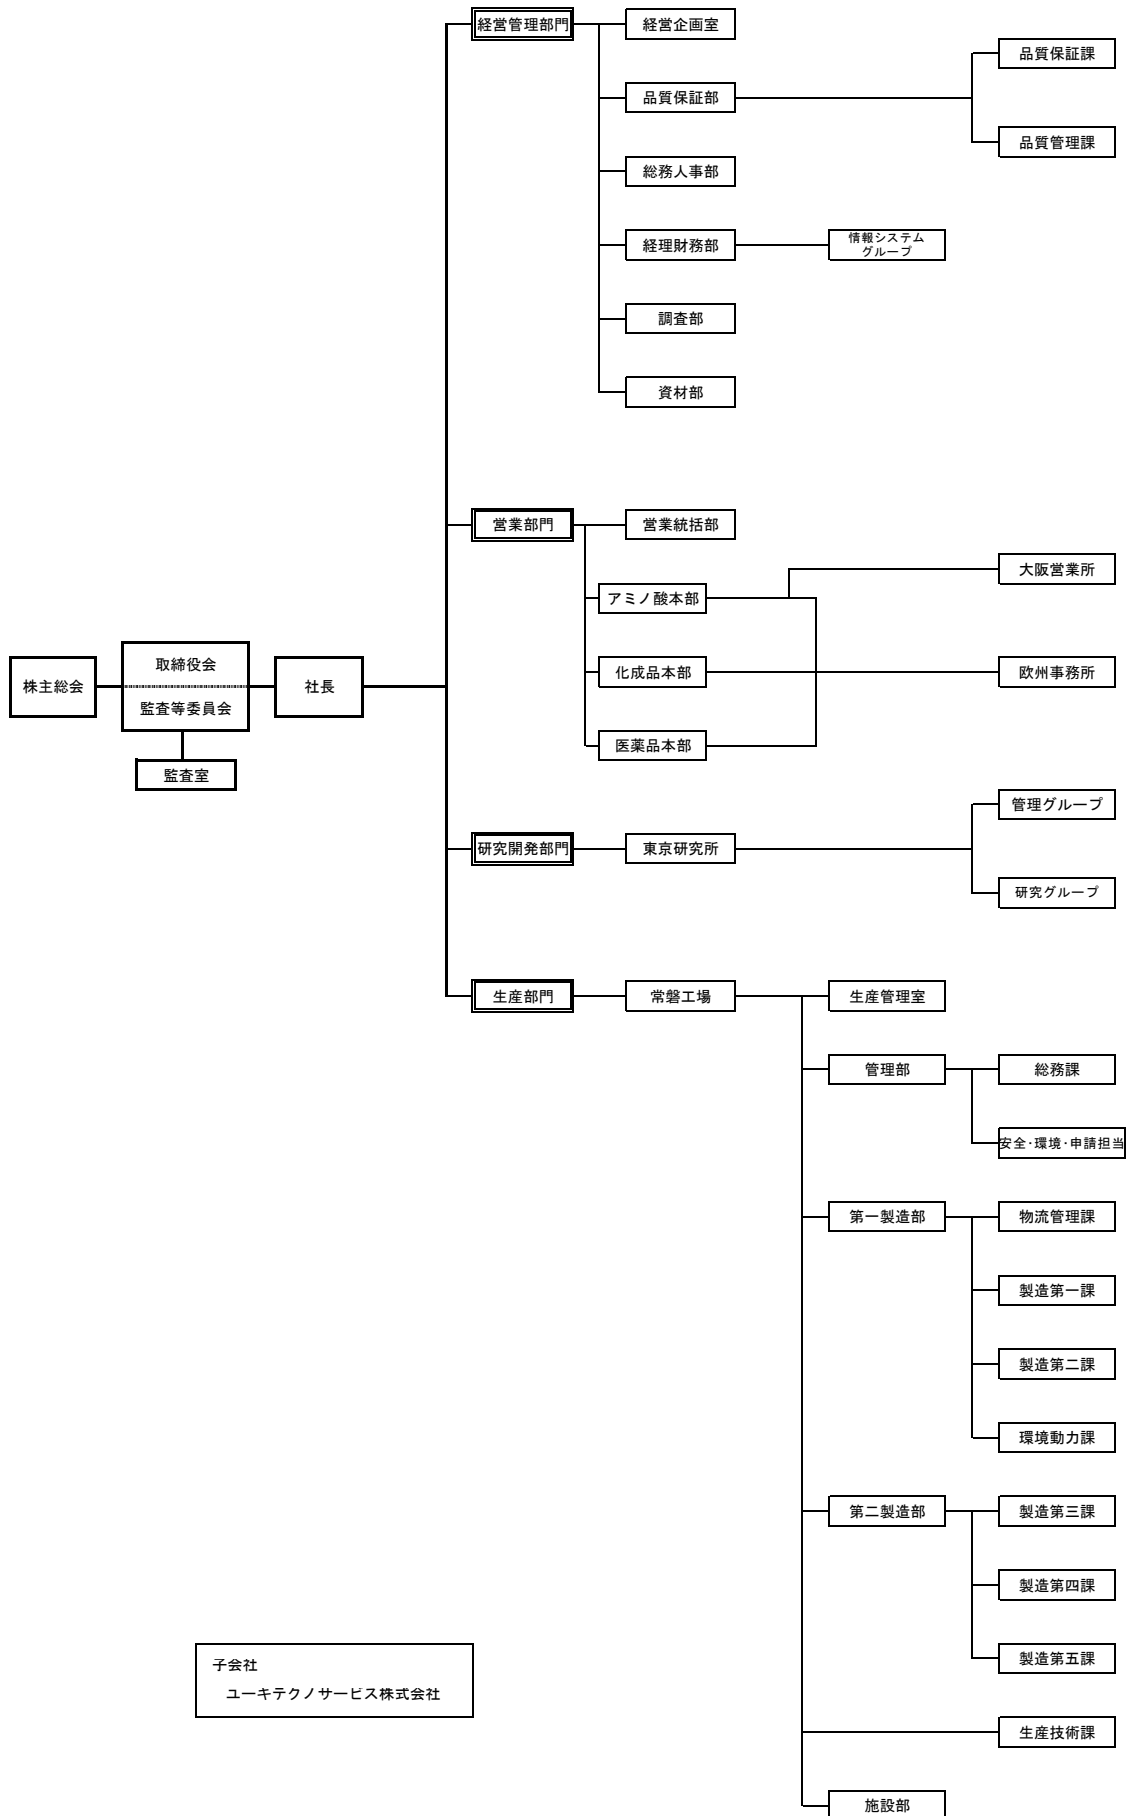 経営管理部門
経営企画室
品質保証課
品質保証部
品質管理課
総務人事部
経理財務部
情報システム
グループ
調査部
資材部
営業部門
営業統括部
大阪営業所
アミノ酸本部
株主総会
取締役会
監査等委員会
社長
化成品本部
欧州事務所
医薬品本部
監査室
管理グループ
研究開発部門
東京研究所
研究グループ
生産部門
常磐工場
生産管理室
管理部
総務課
安全・環境・申請担当
第一製造部
物流管理課
製造第一課
製造第二課
環境動力課
第二製造部
製造第三課
製造第四課
製造第五課
子会社
ユーキテクノサービス株式会社
生産技術課
施設部